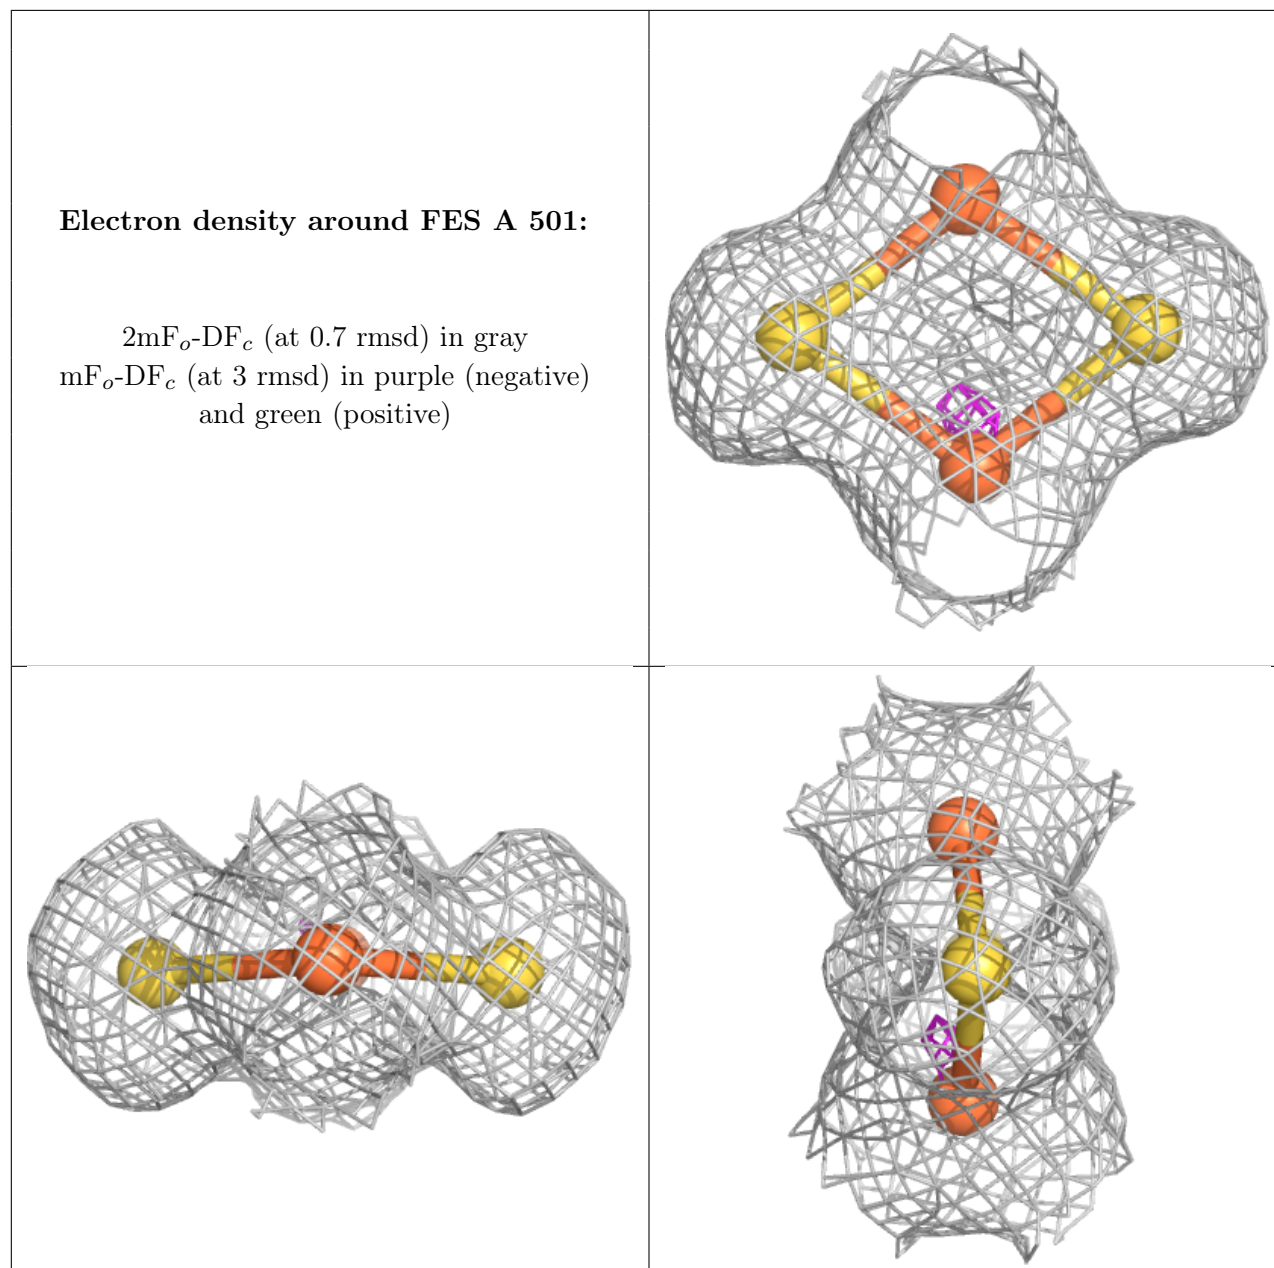 Electron density around FES A 501:
2mFo-DFc (at 0.7 rmsd) in gray
mFo-DFc (at 3 rmsd) in purple (negative)
and green (positive)